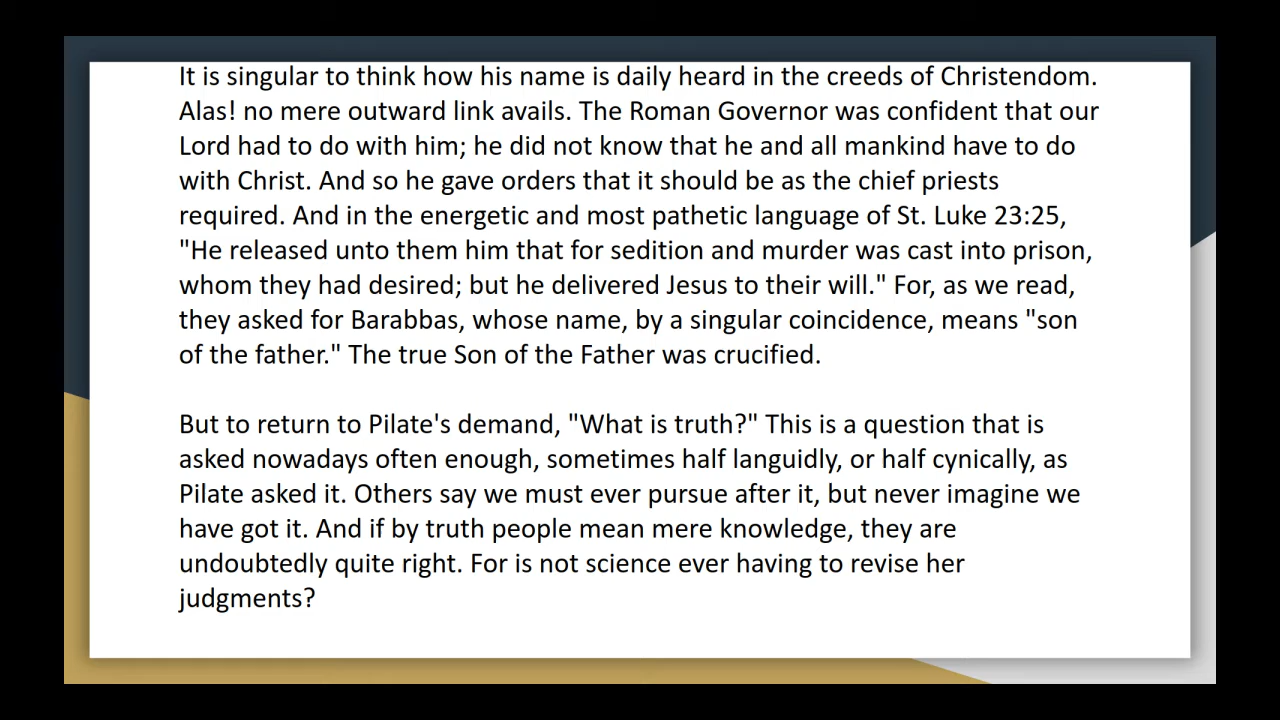 It is singular to think how his name is daily heard in the creeds of Christendom.
Alas! no mere outward link avails. The Roman Governor was confident that our
Lord had to do with him; he did not know that he and all mankind have to do
with Christ. And so he gave orders that it should be as the chief priests
required. And in the energetic and most pathetic language of St. Luke 23:25,
"He released unto them him that for sedition and murder was cast into prison,
whom they had desired; but he delivered Jesus to their will." For, as we read,
they asked for Barabbas, whose name, by a singular coincidence, means "son
of the father." The true Son of the Father was crucified.
But to return to Pilate's demand, "What is truth?" This is a question that is
asked nowadays often enough, sometimes half languidly, or half cynically, as
Pilate asked it. Others say we must ever pursue after it, but never imagine we
have got it. And if by truth people mean mere knowledge, they are
undoubtedly quite right. For is not science ever having to revise her
judgments?